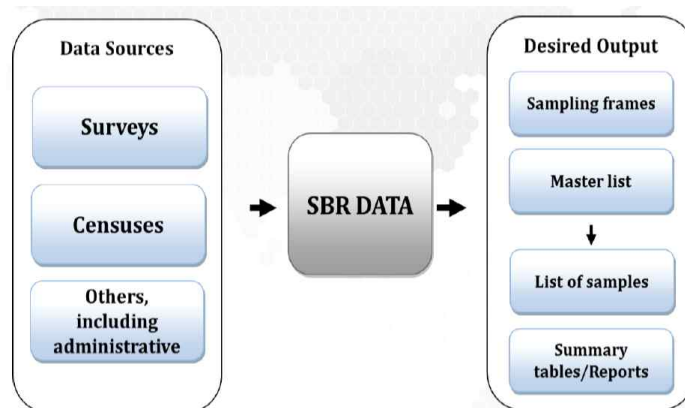 Data Sources
Surveys
Censuses
Others,
including
administrative
SBR DATA
Desired Output
Sampling frames
Master list
List of samples
Summary
tables/Reports